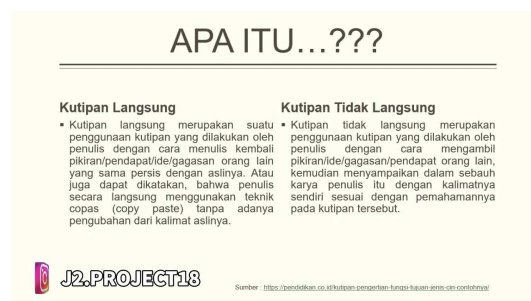 APA ITU…???
Kutipan Langsung
▪ Kutipan langsung merupakan suatu
penggunaan kutipan yang dilakukan oleh
penulis dengan cara menulis kembali
pikiran/pendapat/ide/gagasan orang lain
yang sama persis dengan aslinya. Atau
juga dapat dikatakan, bahwa penulis
secara langsung menggunakan teknik
copas (copy paste) tanpa adanya
pengubahan dari kalimat aslinya.
Kutipan Tidak Langsung
▪ Kutipan tidak langsung merupakan
penggunaan kutipan yang dilakukan oleh
penulis dengan cara mengambil
pikiran/ide/gagasan/pendapat orang lain,
kemudian menyampaikan dalam sebauh
karya penulis itu dengan kalimatnya
sendiri sesuai dengan pemahamannya
pada kutipan tersebut.
J2.PROJECT18
Sumber : https://pendidikan.co.id/kutipan-pengertian-fungsi-tujuan-jenis-ciri-contohnya/